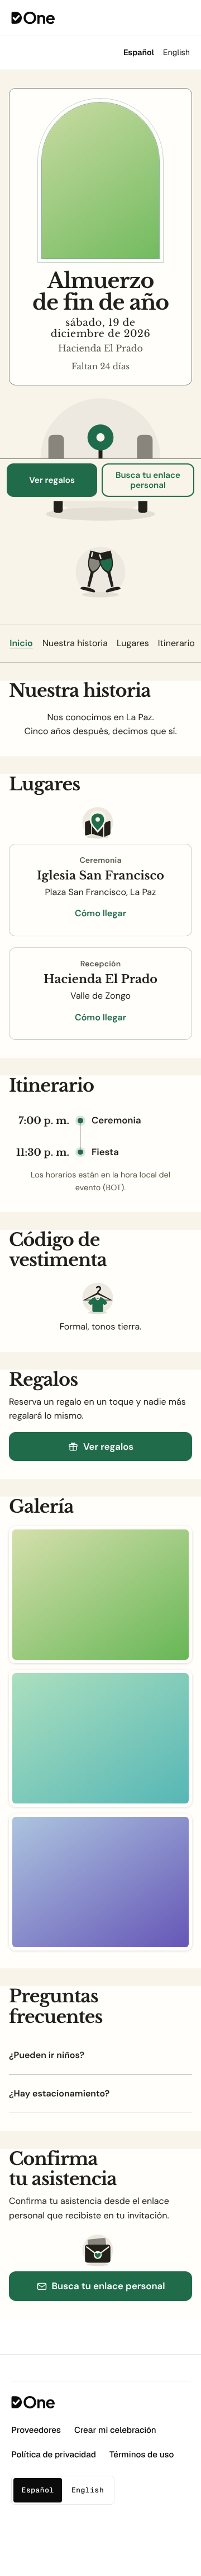 One
Español English
Almuerzo
de fin de año
sábado, 19 de
diciembre de 2026
Hacienda El Prado
Faltan 24 días
Ver regalos
Busca tu enlace
personal
Inicio Nuestra historia Lugares Itinerario
Nuestra historia
Nos conocimos en La Paz.
Cinco años después, decimos que sí.
Lugares
Ceremonia
Iglesia San Francisco
Plaza San Francisco, La Paz
Cómo llegar
Recepción
Hacienda El Prado
Valle de Zongo
Cómo llegar
Itinerario
7:00 p. m. Ceremonia
11:30 p. m. Fiesta
Los horarios están en la hora local del
evento (BOT).
Código de
vestimenta
Formal, tonos tierra.
Regalos
Reserva un regalo en un toque y nadie más
regalará lo mismo.
Ver regalos
Galería
Preguntas
frecuentes
¿Pueden ir niños?
¿Hay estacionamiento?
Confirma
tu asistencia
Confirma tu asistencia desde el enlace
personal que recibiste en tu invitación.
Busca tu enlace personal
One
Proveedores Crear mi celebración
Política de privacidad Términos de uso
Español English